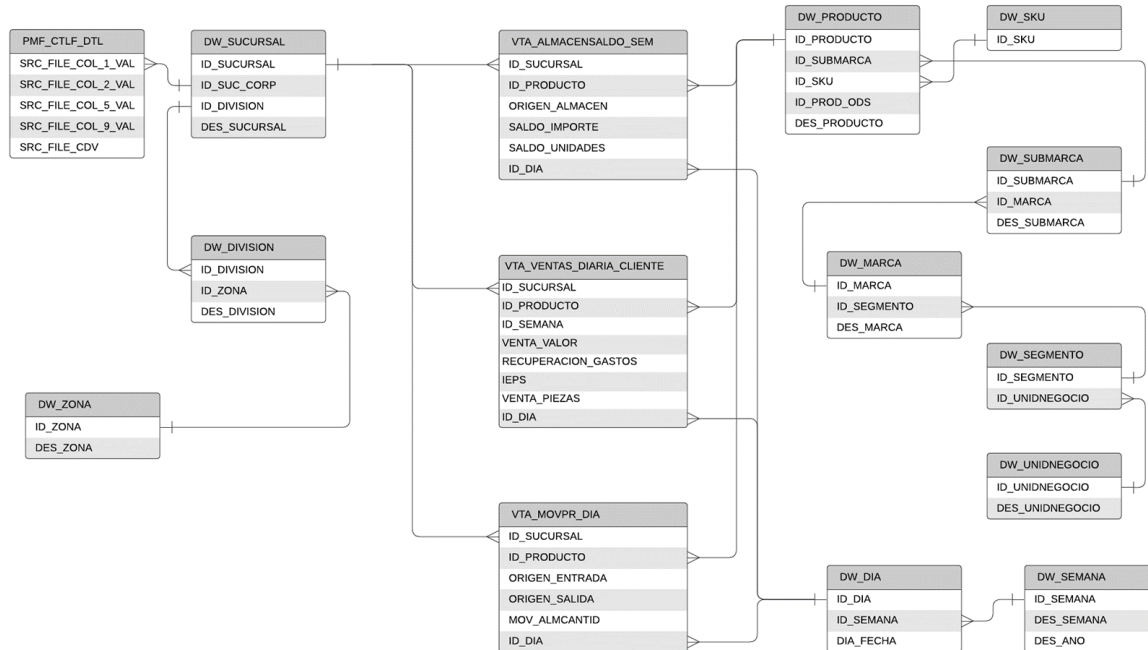 PMF_CTLF_DTL
SRC_FILE_COL_1_VAL
SRC_FILE_COL_2_VAL
SRC_FILE_COL_5_VAL
SRC_FILE_COL_9_VAL
SRC_FILE_CDV
DW_SUCURSAL
ID_SUCURSAL
ID_SUC_CORP
ID_DIVISION
DES_SUCURSAL
DW_DIVISION
ID_DIVISION
ID_ZONA
DES_DIVISION
DW_ZONA
ID_ZONA
DES_ZONA
VTA_ALMACENSALDO_SEM
ID_SUCURSAL
ID_PRODUCTO
ORIGEN_ALMACEN
SALDO_IMPORTE
SALDO_UNIDADES
ID_DIA
VTA_VENTAS_DIARIA_CLIENTE
ID_SUCURSAL
ID_PRODUCTO
ID_SEMANA
VENTA_VALOR
RECUPERACION_GASTOS
IEPS
VENTA_PIEZAS
ID_DIA
VTA_MOVPR_DIA
ID_SUCURSAL
ID_PRODUCTO
ORIGEN_ENTRADA
ORIGEN_SALIDA
MOV_ALMCANTID
ID_DIA
DW_PRODUCTO
ID_PRODUCTO
ID_SUBMARCA
ID_SKU
ID_PROD_ODS
DES_PRODUCTO
DW_SKU
ID_SKU
DW_SUBMARCA
ID_SUBMARCA
ID_MARCA
DES_SUBMARCA
DW_MARCA
ID_MARCA
ID_SEGMENTO
DES_MARCA
DW_SEGMENTO
ID_SEGMENTO
ID_UNIDNEGOCIO
DW_UNIDNEGOCIO
ID_UNIDNEGOCIO
DES_UNIDNEGOCIO
DW_DIA
ID_DIA
ID_SEMANA
DIA_FECHA
DW_SEMANA
ID_SEMANA
DES_SEMANA
DES_ANO